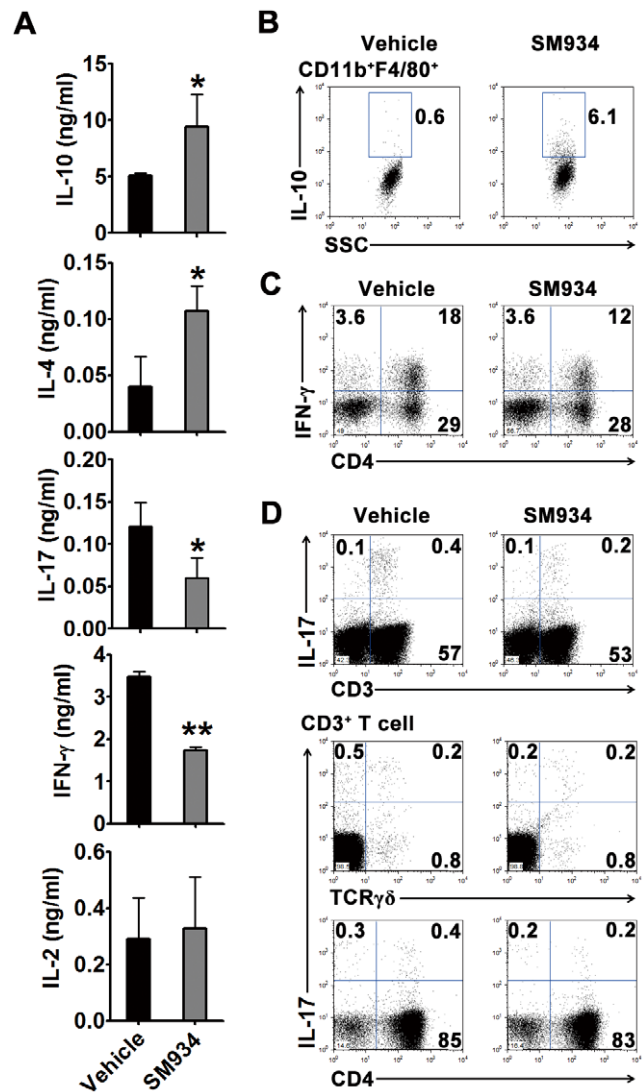 A
IL-10 (ng/ml)
15
10
5
0
*
IL-4 (ng/ml)
0.15
0.10
0.05
0.00
*
IL-17 (ng/ml)
0.20
0.15
0.10
0.05
0.00
*
IFN-γ (ng/ml)
4
3
2
1
0
**
IL-2 (ng/ml)
0.6
0.4
0.2
0.0
Vehicle SM934
B
Vehicle SM934
CD11b⁺F4/80⁺
0.6 6.1
IL-10
SSC
C
Vehicle SM934
3.6 18 3.6 12
29 28
IFN-γ
CD4
D
Vehicle SM934
0.1 0.4 0.1 0.2
57 53
IL-17
CD3
CD3⁺ T cell
0.5 0.2 0.2 0.2
0.8 0.8
TCRγδ
0.3 0.4 0.2 0.2
85 83
IL-17
CD4